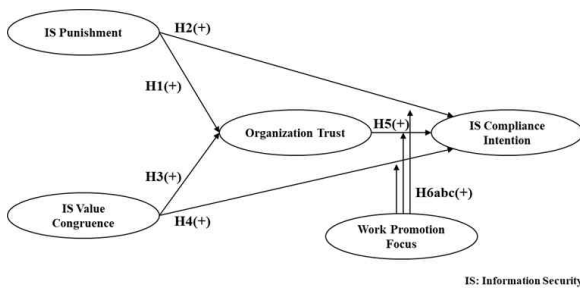 IS Punishment
H2(+)
H1(+)
Organization Trust
H5(+)
IS Compliance
Intention
H3(+)
IS Value
Congruence
H4(+)
H6abc(+)
Work Promotion
Focus
IS: Information Security